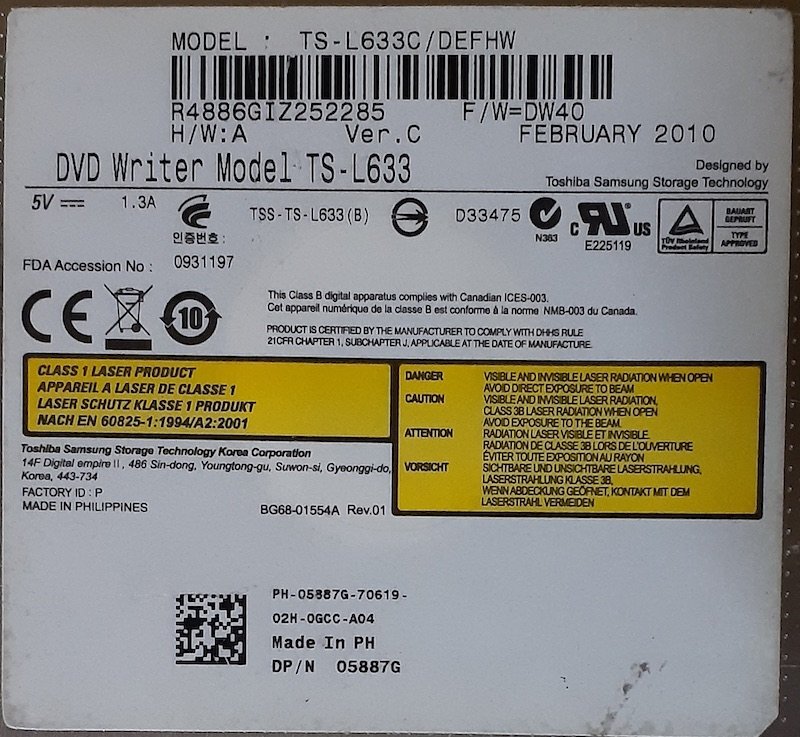 MODEL : TS-L633C/DEFHW
R4886GIZ252285 F/W=DW40
H/W:A Ver.C FEBRUARY 2010
DVD Writer Model TS-L633
Designed by
Toshiba Samsung Storage Technology
5V 1.3A TSS-TS-L633(B) D33475 N363 c RU ® US E225119
인증번호 :
TÜV Rheinland
Product Safety
BAUART
GEPRÜFT
TYPE
APPROVED
FDA Accession No : 0931197
CE 10
This Class B digital apparatus complies with Canadian ICES-003.
Cet appareil numérique de la classe B est conforme à la norme NMB-003 du Canada.
PRODUCT IS CERTIFIED BY THE MANUFACTURER TO COMPLY WITH DHHS RULE
21CFR CHAPTER 1, SUBCHAPTER J, APPLICABLE AT THE DATE OF MANUFACTURE.
CLASS 1 LASER PRODUCT
APPAREIL A LASER DE CLASSE 1
LASER SCHUTZ KLASSE 1 PRODUKT
NACH EN 60825-1:1994/A2:2001
DANGER VISIBLE AND INVISIBLE LASER RADIATION WHEN OPEN
AVOID DIRECT EXPOSURE TO BEAM
CAUTION VISIBLE AND INVISIBLE LASER RADIATION,
CLASS 3B LASER RADIATION WHEN OPEN
AVOID EXPOSURE TO THE BEAM.
ATTENTION RADIATION LASER VISIBLE ET INVISIBLE.
RADIATION DE CLASSE 3B LORS DE L'OUVERTURE
ÉVITER TOUTE EXPOSITION AU RAYON
VORSICHT SICHTBARE UND UNSICHTBARE LASERSTRAHLUNG,
LASERSTRAHLUNG KLASSE 3B,
WENN ABDECKUNG GEÖFNET, KONTAKT MIT DEM
LASERSTRAHL VERMEIDEN
Toshiba Samsung Storage Technology Korea Corporation
14F Digital empire II, 486 Sin-dong, Youngtong-gu, Suwon-si, Gyeonggi-do,
Korea, 443-734
FACTORY ID : P
MADE IN PHILIPPINES BG68-01554A Rev.01
PH-05887G-70619-
02H-0GCC-A04
Made In PH
DP/N 05887G